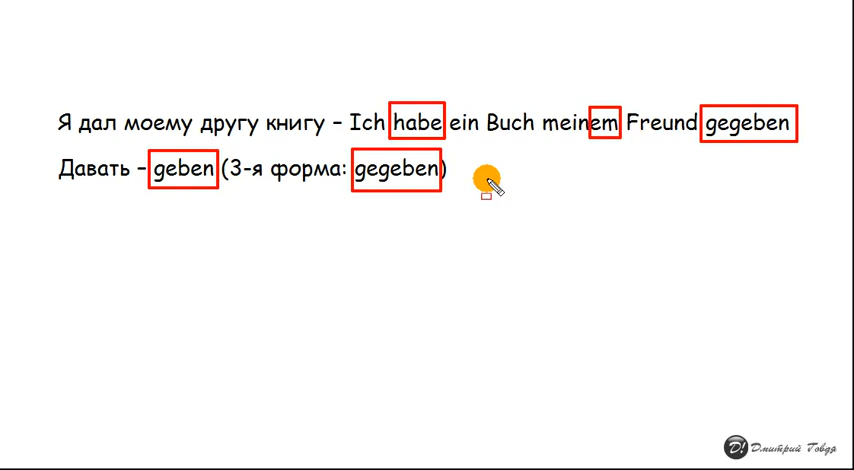 Я дал моему другу книгу – Ich habe ein Buch meinem Freund gegeben
Давать – geben (3-я форма: gegeben)
D! Дмитрий Говдя